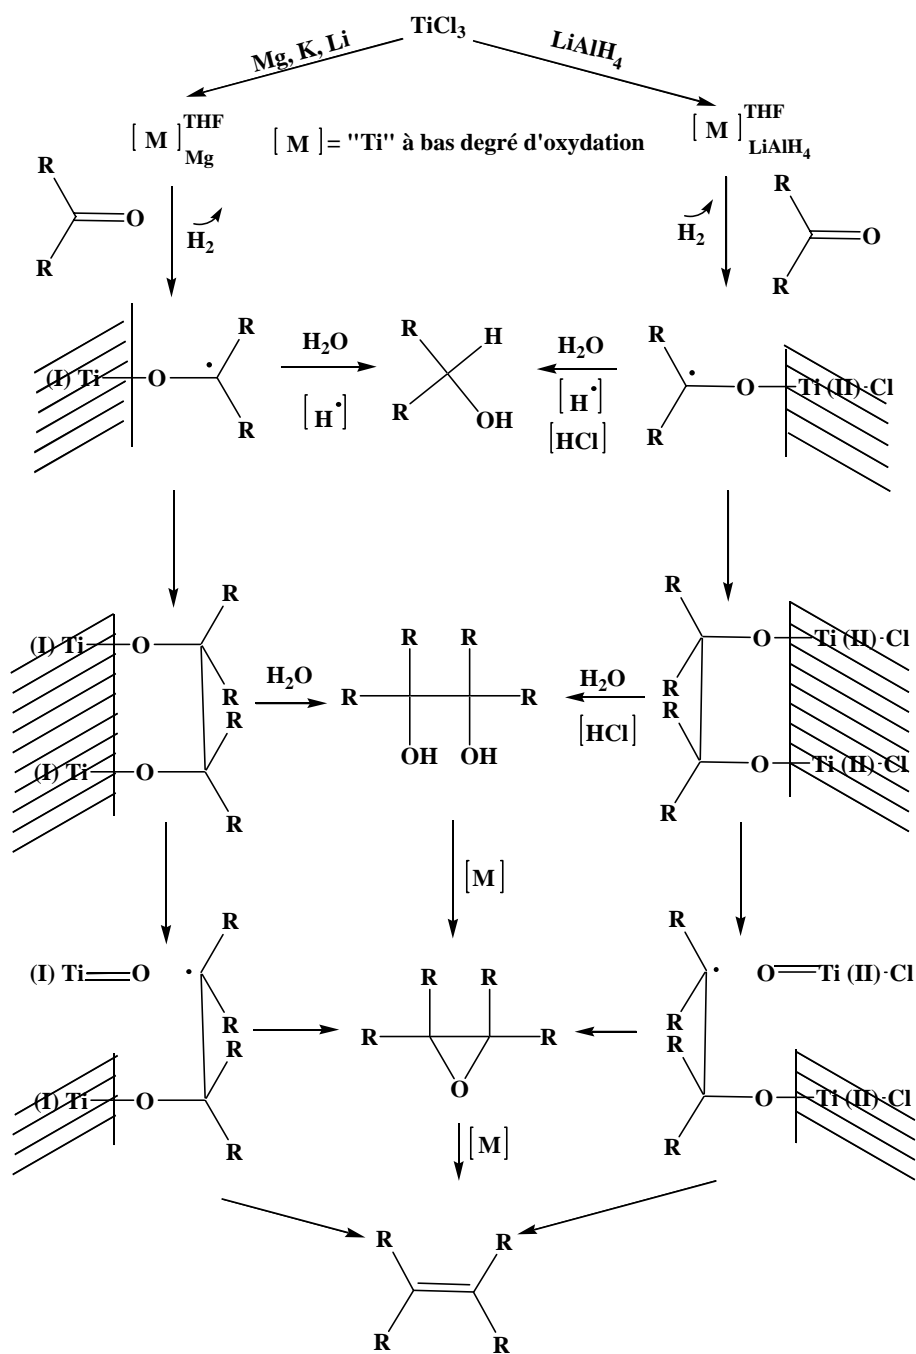 TiCl3
Mg, K, Li
LiAlH4
[ M ] THF Mg
[ M ] = "Ti" à bas degré d'oxydation
[ M ] THF LiAlH4
R
R
O
H2
H2
R
R
O
(I) Ti O
R
R
H2O
[H•]
R
H
R
OH
H2O
[H•]
[HCl]
R
R
O Ti (II)·Cl
(I) Ti O
R
R
R
(I) Ti O
R
H2O
R R
R R
OH OH
H2O
[HCl]
R
O Ti (II)·Cl
R
R
O Ti (II)·Cl
R
[M]
(I) Ti=O
R
R
R
(I) Ti O
R
R R
R R
O
R
O=Ti (II)·Cl
R
R
O Ti (II)·Cl
R
[M]
R R
R R